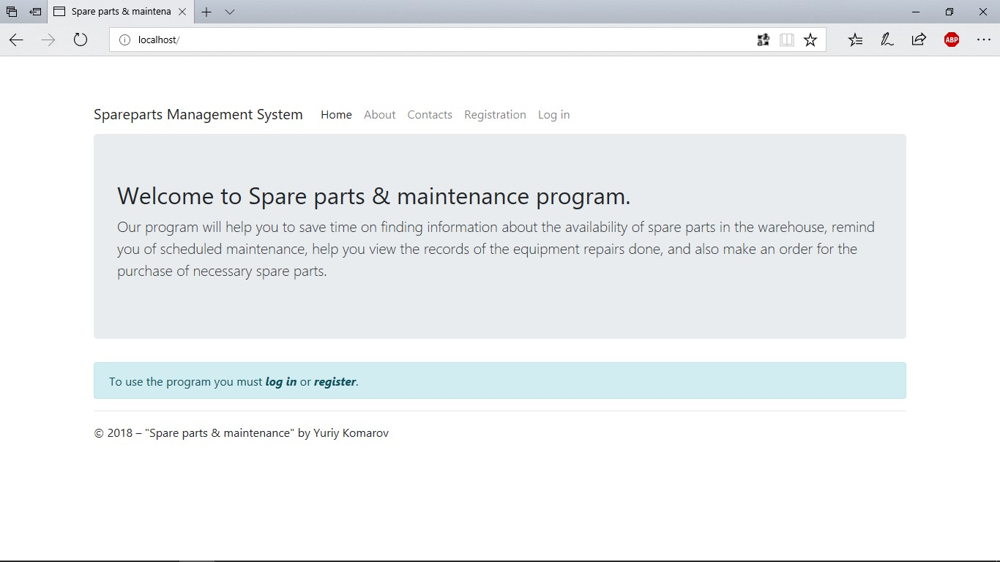 Spare parts & maintena
localhost/
ABP
Spareparts Management System Home About Contacts Registration Log in
Welcome to Spare parts & maintenance program.
Our program will help you to save time on finding information about the availability of spare parts in the warehouse, remind
you of scheduled maintenance, help you view the records of the equipment repairs done, and also make an order for the
purchase of necessary spare parts.
To use the program you must log in or register.
© 2018 – "Spare parts & maintenance" by Yuriy Komarov